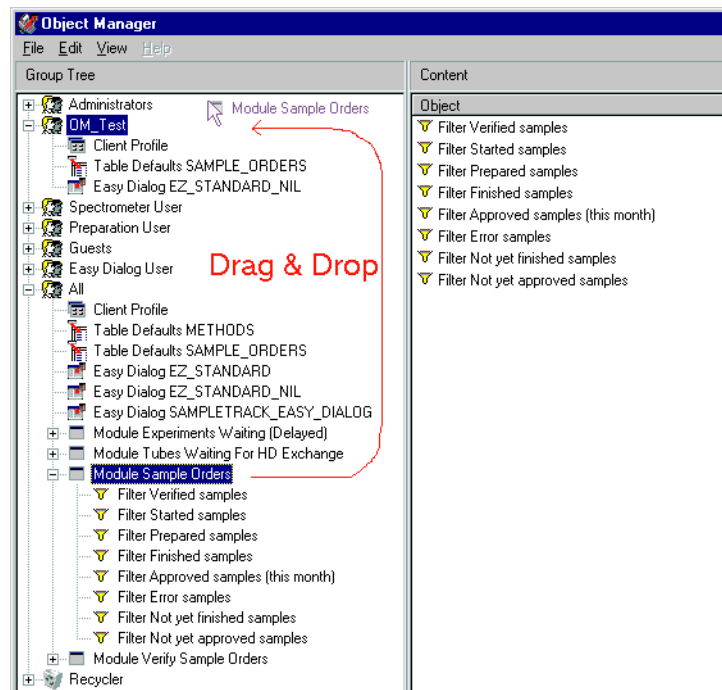 Object Manager
File Edit View Help
Group Tree
Administrators
Module Sample Orders
OM_Test
Client Profile
Table Defaults SAMPLE_ORDERS
Easy Dialog EZ_STANDARD_NIL
Spectrometer User
Preparation User
Guests
Easy Dialog User
Drag & Drop
All
Client Profile
Table Defaults METHODS
Table Defaults SAMPLE_ORDERS
Easy Dialog EZ_STANDARD
Easy Dialog EZ_STANDARD_NIL
Easy Dialog SAMPLETRACK_EASY_DIALOG
Module Experiments Waiting (Delayed)
Module Tubes Waiting For HD Exchange
Module Sample Orders
Filter Verified samples
Filter Started samples
Filter Prepared samples
Filter Finished samples
Filter Approved samples (this month)
Filter Error samples
Filter Not yet finished samples
Filter Not yet approved samples
Module Verify Sample Orders
Recycler
Content
Object
Filter Verified samples
Filter Started samples
Filter Prepared samples
Filter Finished samples
Filter Approved samples (this month)
Filter Error samples
Filter Not yet finished samples
Filter Not yet approved samples